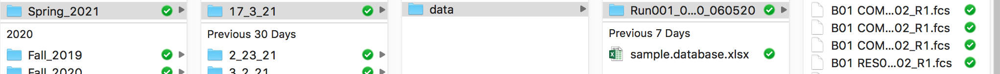 Spring_2021
2020
Fall_2019
Fall_2020
17_3_21
Previous 30 Days
2_23_21
3_2_21
data
Run001_0...0_060520
Previous 7 Days
sample.database.xlsx
B01 COM...02_R1.fcs
B01 COM...02_R1.fcs
B01 COM...02_R1.fcs
B01 RES0...02_R1.fcs